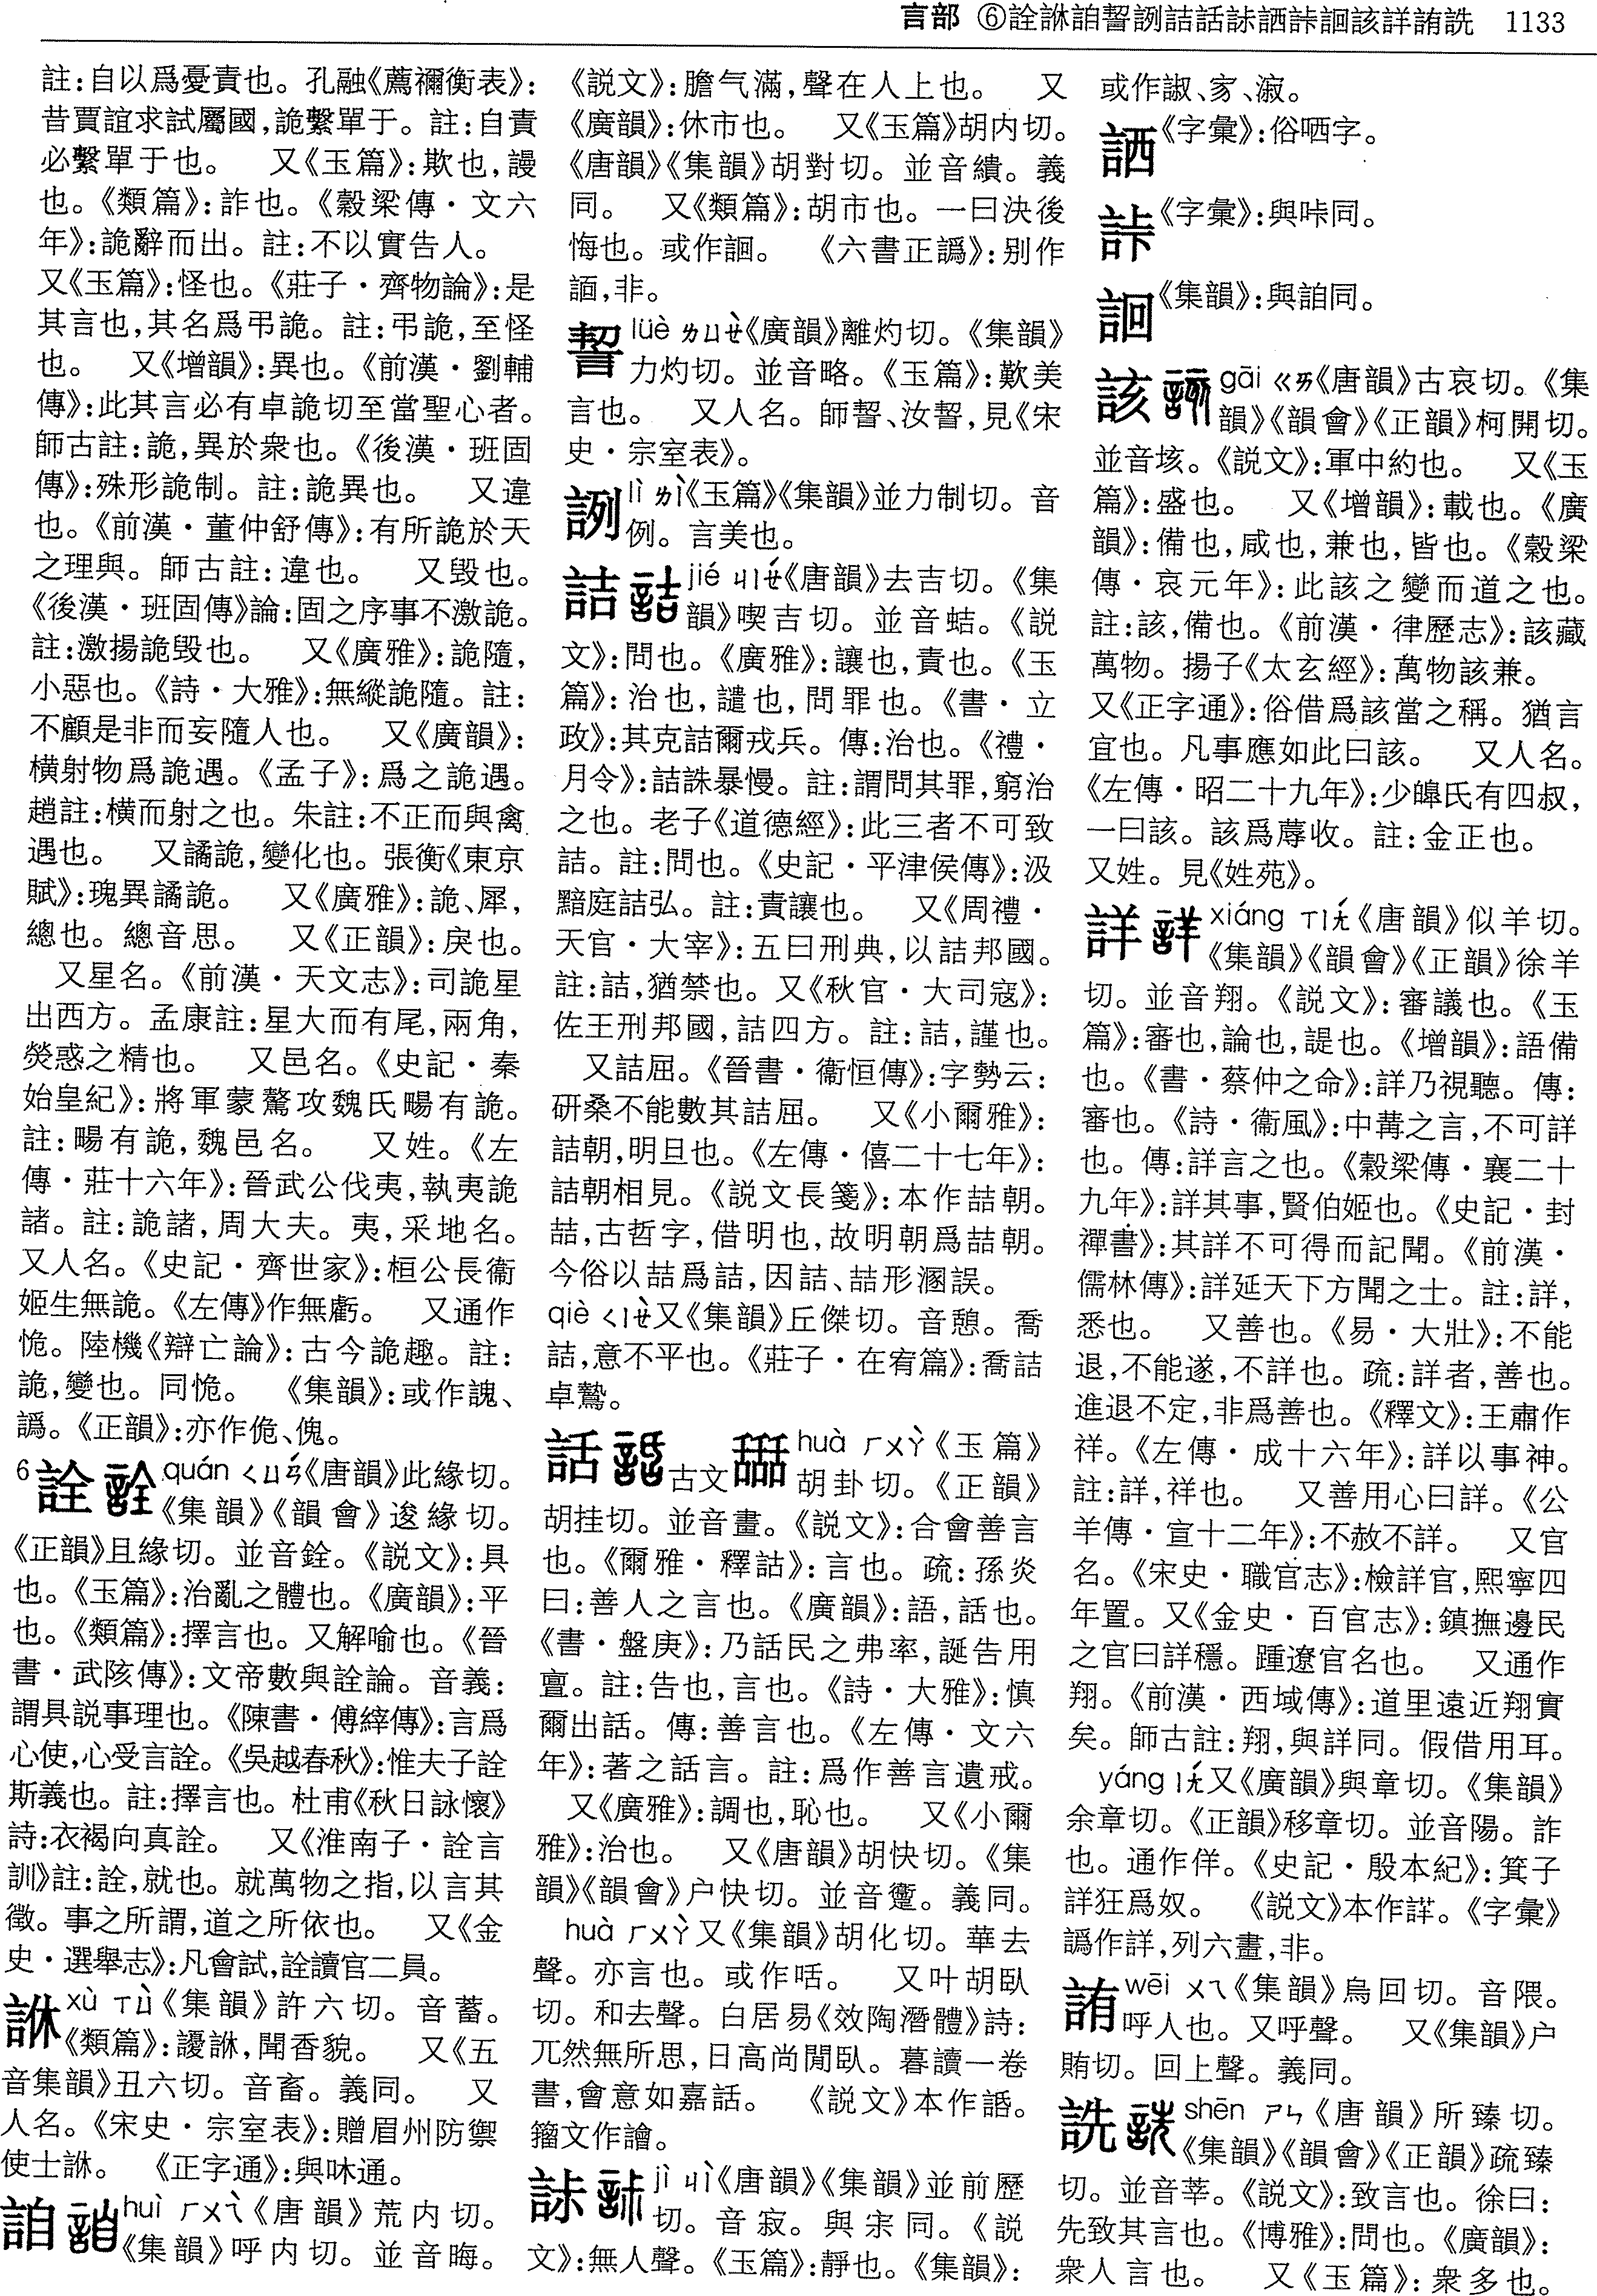 言部 ⑥詮詸詯䛚𧧋詰話詠𧧄䛛詗該詳詴詵 1133
註:自以爲憂責也。孔融《薦禰衡表》:
昔賈誼求試屬國,詭繫單于。註:自責
必繫單于也。 又《玉篇》:欺也,謾
也。《類篇》:詐也。《穀梁傳·文六
年》:詭辭而出。註:不以實告人。
又《玉篇》:怪也。《莊子·齊物論》:是
其言也,其名爲弔詭。註:弔詭,至怪
也。 又《增韻》:異也。《前漢·劉輔
傳》:此其言必有卓詭切至當聖心者。
師古註:詭,異於衆也。《後漢·班固
傳》:殊形詭制。註:詭異也。 又違
也。《前漢·董仲舒傳》:有所詭於天
之理與。師古註:違也。 又毀也。
《後漢·班固傳》論:固之序事不激詭。
註:激揚詭毀也。 又《廣雅》:詭隨,
小惡也。《詩·大雅》:無縱詭隨。註:
不顧是非而妄隨人也。 又《廣韻》:
橫射物爲詭遇。《孟子》:爲之詭遇。
趙註:橫而射之也。朱註:不正而與禽
遇也。 又譎詭,變化也。張衡《東京
賦》:瑰異譎詭。 又《廣雅》:詭、犀,
總也。總音思。 又《正韻》:戾也。
又星名。《前漢·天文志》:司詭星
出西方。孟康註:星大而有尾,兩角,
熒惑之精也。 又邑名。《史記·秦
始皇紀》:將軍蒙驁攻魏氏暘有詭。
註:暘有詭,魏邑名。 又姓。《左
傳·莊十六年》:晉武公伐夷,執夷詭
諸。註:詭諸,周大夫。夷,采地名。
又人名。《史記·齊世家》:桓公長衞
姬生無詭。《左傳》作無虧。 又通作
恑。陸機《辯亡論》:古今詭趣。註:
詭,變也。同恑。 《集韻》:或作䛻、
譌。《正韻》:亦作佹、傀。
6 詮 quán ㄑㄩㄢˊ《唐韻》此緣切。
《集韻》《韻會》逡緣切。
《正韻》且緣切。並音銓。《説文》:具
也。《玉篇》:治亂之體也。《廣韻》:平
也。《類篇》:擇言也。又解喻也。《晉
書·武陔傳》:文帝數與詮論。音義:
謂具説事理也。《陳書·傅縡傳》:言爲
心使,心受言詮。《吳越春秋》:惟夫子詮
斯義也。註:擇言也。杜甫《秋日詠懷》
詩:衣褐向真詮。 又《淮南子·詮言
訓》註:詮,就也。就萬物之指,以言其
徵。事之所謂,道之所依也。 又《金
史·選舉志》:凡會試,詮讀官二員。
xù ㄒㄩˋ《集韻》許六切。音蓄。
《類篇》:謾,聞香貌。 又《五
音集韻》丑六切。音畜。義同。 又
人名。《宋史·宗室表》:贈眉州防禦
使士。 《正字通》:與咻通。
詯 huì ㄏㄨㄟˋ《唐韻》荒内切。
《集韻》呼内切。並音晦。
《説文》:膽气滿,聲在人上也。 又
《廣韻》:休市也。 又《玉篇》胡内切。
《唐韻》《集韻》胡對切。並音繢。義
同。 又《類篇》:胡市也。一曰決後
悔也。或作詗。 《六書正譌》:别作
,非。
lüè ㄌㄩㄝˋ《廣韻》離灼切。《集韻》
力灼切。並音略。《玉篇》:歎美
言也。 又人名。師、汝,見《宋
史·宗室表》。
lì ㄌㄧˋ《玉篇》《集韻》並力制切。音
例。言美也。
詰 jié ㄐㄧㄝˊ《唐韻》去吉切。《集
韻》喫吉切。並音蛣。《説
文》:問也。《廣雅》:讓也,責也。《玉
篇》:治也,譴也,問罪也。《書·立
政》:其克詰爾戎兵。傳:治也。《禮·
月令》:詰誅暴慢。註:謂問其罪,窮治
之也。老子《道德經》:此三者不可致
詰。註:問也。《史記·平津侯傳》:汲
黯庭詰弘。註:責讓也。 又《周禮·
天官·大宰》:五曰刑典,以詰邦國。
註:詰,猶禁也。又《秋官·大司寇》:
佐王刑邦國,詰四方。註:詰,謹也。
又詰屈。《晉書·衞恒傳》:字勢云:
研桑不能數其詰屈。 又《小爾雅》:
詰朝,明旦也。《左傳·僖二十七年》:
詰朝相見。《説文長箋》:本作喆朝。
喆,古哲字,借明也,故明朝爲喆朝。
今俗以喆爲詰,因詰、喆形溷誤。
qiè ㄑㄧㄝˋ又《集韻》丘傑切。音憩。喬
詰,意不平也。《莊子·在宥篇》:喬詰
卓鷙。
話 古文 huà ㄏㄨㄚˋ《玉篇》
胡卦切。《正韻》
胡挂切。並音畫。《説文》:合會善言
也。《爾雅·釋詁》:言也。疏:孫炎
曰:善人之言也。《廣韻》:語,話也。
《書·盤庚》:乃話民之弗率,誕告用
亶。註:告也,言也。《詩·大雅》:慎
爾出話。傳:善言也。《左傳·文六
年》:著之話言。註:爲作善言遺戒。
又《廣雅》:調也,恥也。 又《小爾
雅》:治也。 又《唐韻》胡快切。《集
韻》《韻會》户快切。並音躗。義同。
huà ㄏㄨㄚˋ又《集韻》胡化切。華去
聲。亦言也。或作咶。 又叶胡臥
切。和去聲。白居易《效陶潛體》詩:
兀然無所思,日高尚閒臥。暮讀一卷
書,會意如嘉話。 《説文》本作𧧻。
籀文作譮。
jì ㄐㄧˋ《唐韻》《集韻》並前歷
切。音寂。與宗同。《説
文》:無人聲。《玉篇》:靜也。《集韻》:
或作諔、㝱、漃。
《字彙》:俗哂字。
《字彙》:與咔同。
詗 《集韻》:與詯同。
該 gāi ㄍㄞ《唐韻》古哀切。《集
韻》《韻會》《正韻》柯開切。
並音垓。《説文》:軍中約也。 又《玉
篇》:盛也。 又《增韻》:載也。《廣
韻》:備也,咸也,兼也,皆也。《穀梁
傳·哀元年》:此該之變而道之也。
註:該,備也。《前漢·律歷志》:該藏
萬物。揚子《太玄經》:萬物該兼。
又《正字通》:俗借爲該當之稱。猶言
宜也。凡事應如此曰該。 又人名。
《左傳·昭二十九年》:少皞氏有四叔,
一曰該。該爲蓐收。註:金正也。
又姓。見《姓苑》。
詳 xiáng ㄒㄧㄤˊ《唐韻》似羊切。
《集韻》《韻會》《正韻》徐羊
切。並音翔。《説文》:審議也。《玉
篇》:審也,論也,諟也。《增韻》:語備
也。《書·蔡仲之命》:詳乃視聽。傳:
審也。《詩·衞風》:中冓之言,不可詳
也。傳:詳言之也。《穀梁傳·襄二十
九年》:詳其事,賢伯姬也。《史記·封
禪書》:其詳不可得而記聞。《前漢·
儒林傳》:詳延天下方聞之士。註:詳,
悉也。 又善也。《易·大壯》:不能
退,不能遂,不詳也。疏:詳者,善也。
進退不定,非爲善也。《釋文》:王肅作
祥。《左傳·成十六年》:詳以事神。
註:詳,祥也。 又善用心曰詳。《公
羊傳·宣十二年》:不赦不詳。 又官
名。《宋史·職官志》:檢詳官,熙寧四
年置。又《金史·百官志》:鎮撫邊民
之官曰詳穩。踵遼官名也。 又通作
翔。《前漢·西域傳》:道里遠近翔實
矣。師古註:翔,與詳同。假借用耳。
yáng ㄧㄤˊ又《廣韻》與章切。《集韻》
余章切。《正韻》移章切。並音陽。詐
也。通作佯。《史記·殷本紀》:箕子
詳狂爲奴。 《説文》本作詳。《字彙》
譌作詳,列六畫,非。
wēi ㄨㄟ《集韻》烏回切。音隈。
呼人也。又呼聲。 又《集韻》户
賄切。回上聲。義同。
詵 shēn ㄕㄣ《唐韻》所臻切。
《集韻》《韻會》《正韻》疏臻
切。並音莘。《説文》:致言也。徐曰:
先致其言也。《博雅》:問也。《廣韻》:
衆人言也。 又《玉篇》:衆多也。